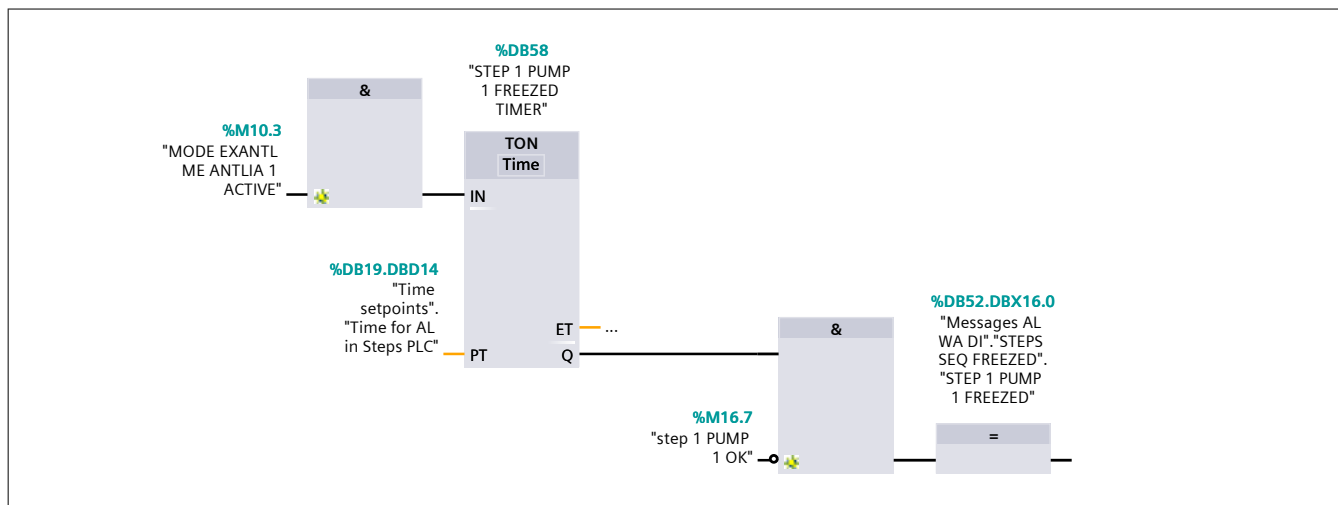 %DB58
"STEP 1 PUMP
1 FREEZED
TIMER"
&
%M10.3
"MODE EXANTL
ME ANTLIA 1
ACTIVE"
TON
Time
IN
%DB19.DBD14
"Time
setpoints".
"Time for AL
in Steps PLC"
PT
ET
...
Q
&
%M16.7
"step 1 PUMP
1 OK"
%DB52.DBX16.0
"Messages AL
WA DI"."STEPS
SEQ FREEZED".
"STEP 1 PUMP
1 FREEZED"
=